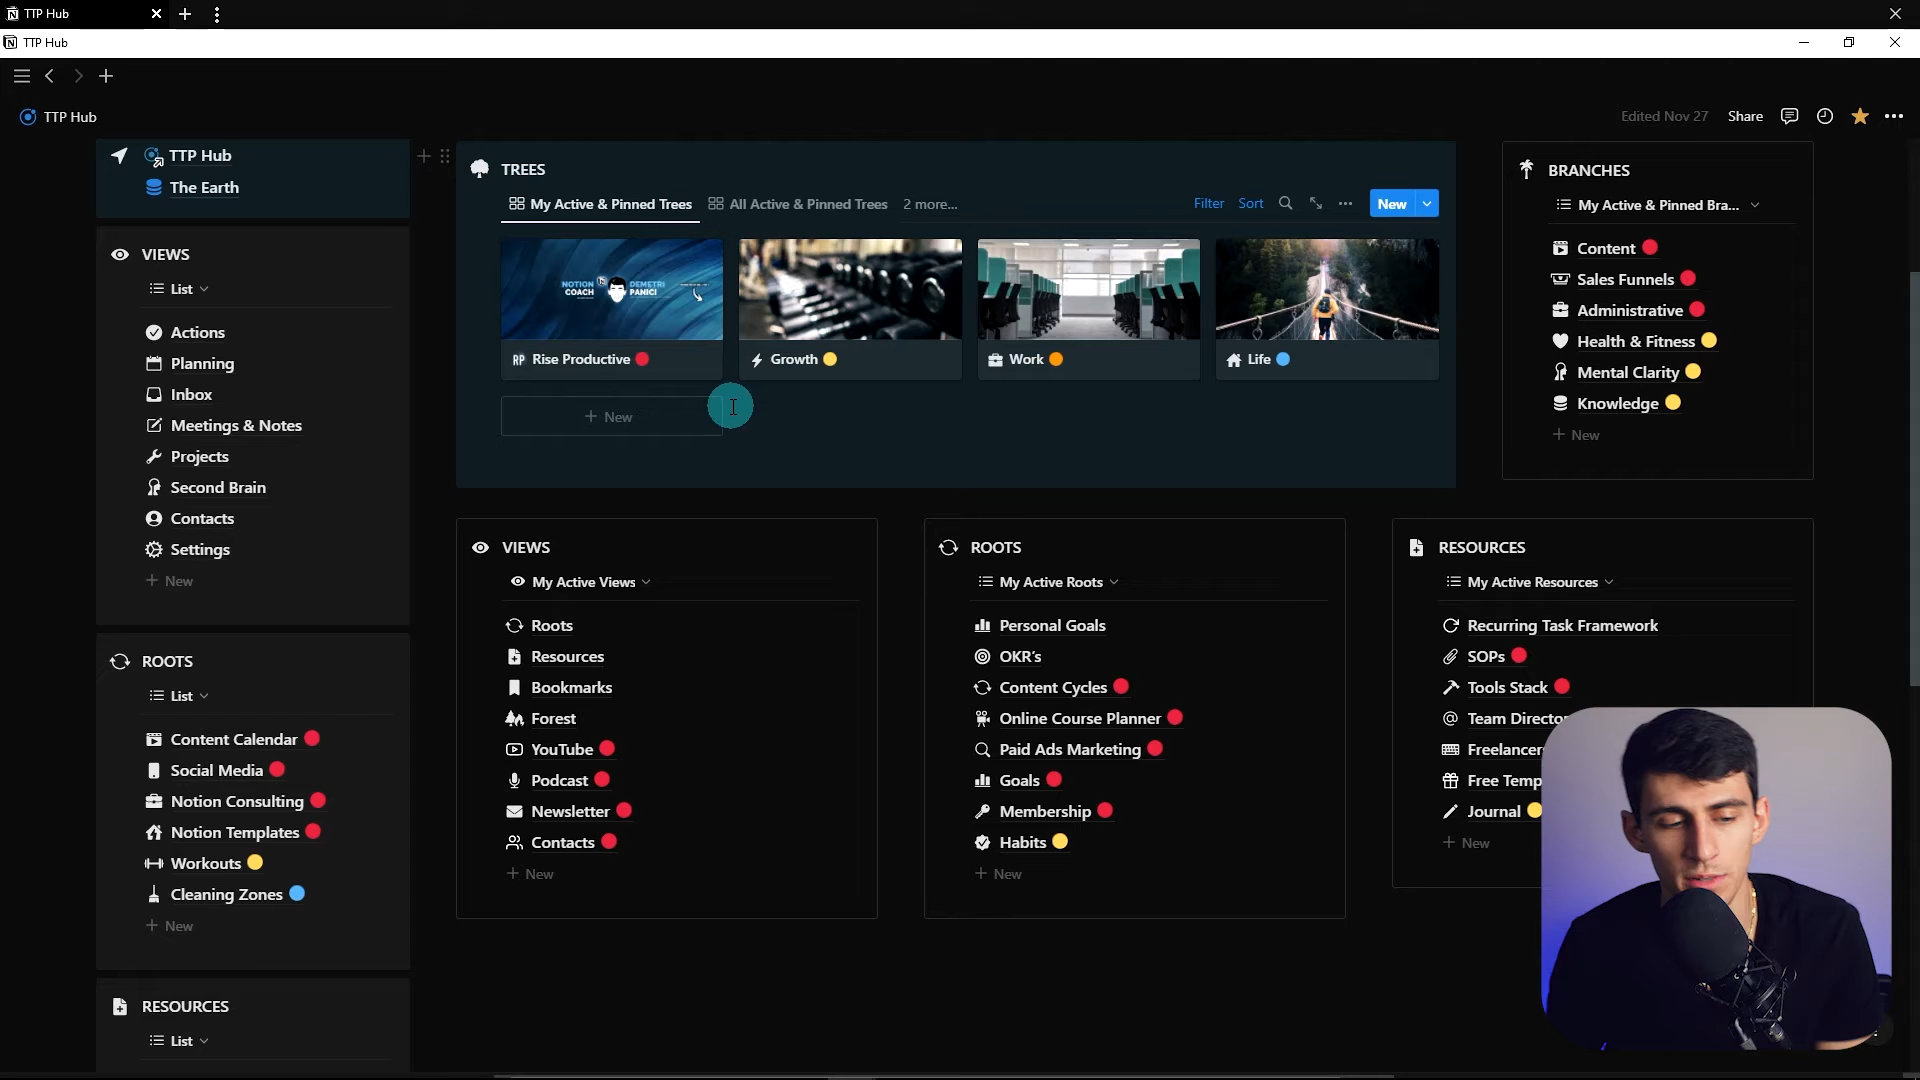 TTP Hub
TTP Hub
TTP Hub
Edited Nov 27
Share
TTP Hub
The Earth
VIEWS
List
Actions
Planning
Inbox
Meetings & Notes
Projects
Second Brain
Contacts
Settings
New
ROOTS
List
Content Calendar
Social Media
Notion Consulting
Notion Templates
Workouts
Cleaning Zones
New
RESOURCES
List
TREES
My Active & Pinned Trees
All Active & Pinned Trees
2 more...
Filter
Sort
New
NOTION COACH
DEMETRI PANICI
RP Rise Productive
Growth
Work
Life
New
BRANCHES
My Active & Pinned Bra...
Content
Sales Funnels
Administrative
Health & Fitness
Mental Clarity
Knowledge
New
VIEWS
My Active Views
Roots
Resources
Bookmarks
Forest
YouTube
Podcast
Newsletter
Contacts
New
ROOTS
My Active Roots
Personal Goals
OKR's
Content Cycles
Online Course Planner
Paid Ads Marketing
Goals
Membership
Habits
New
RESOURCES
My Active Resources
Recurring Task Framework
SOPs
Tools Stack
Team Director
Freelancer
Free Temp
Journal
New